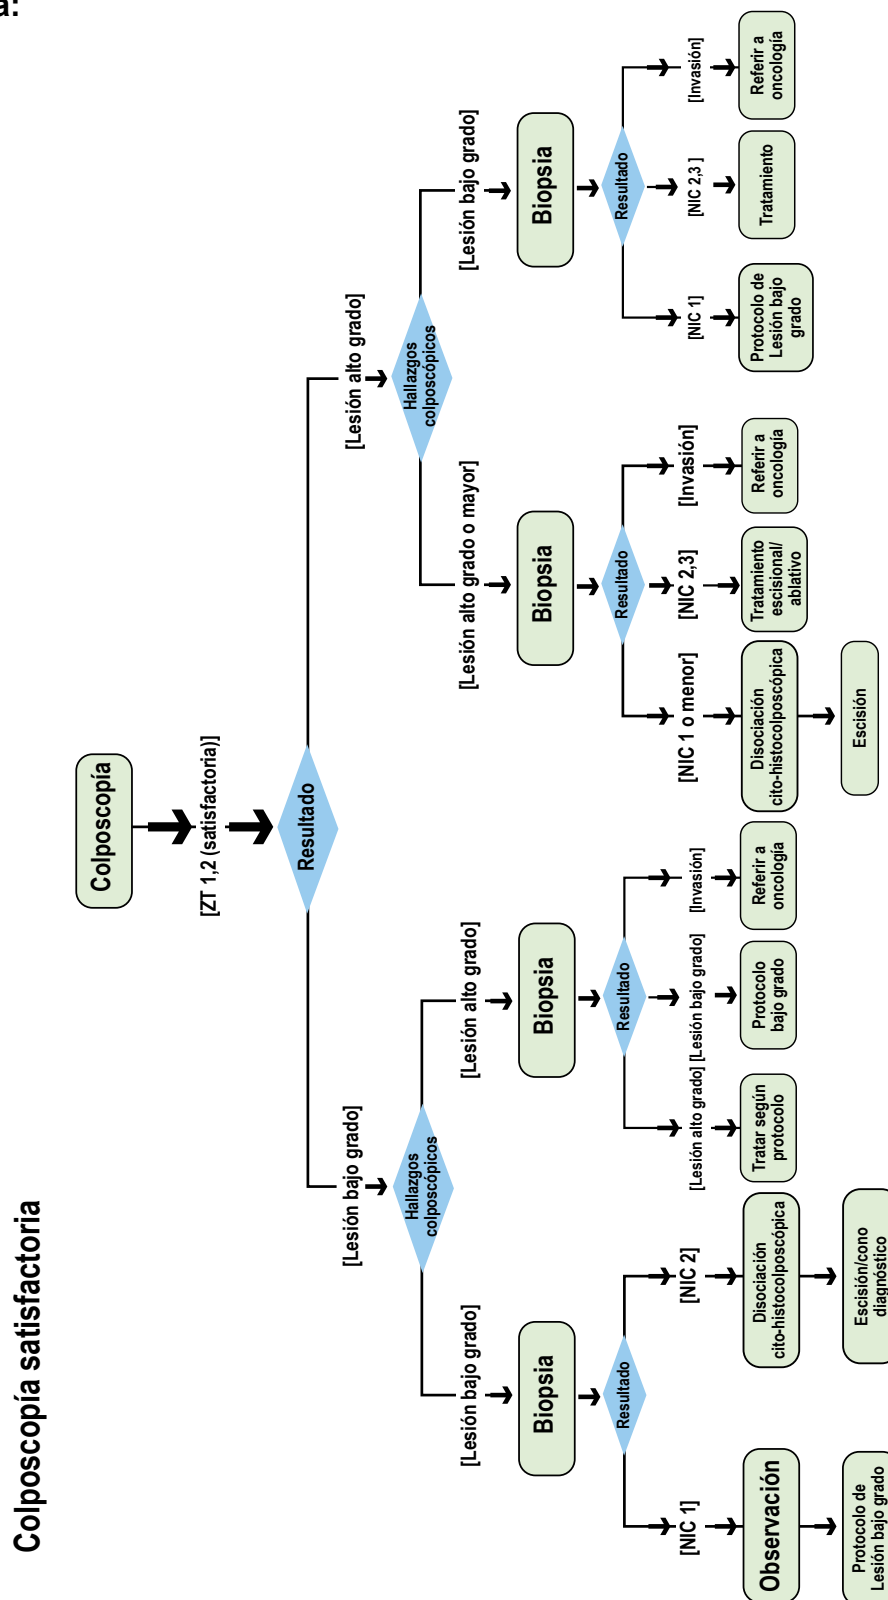 a:
Colposcopía satisfactoria
Colposcopía
[ZT 1,2 (satisfactoria)]
Resultado
[Lesión bajo grado]
Hallazgos
colposcópicos
[Lesión bajo grado]
Biopsia
Resultado
[NIC 1]
Observación
Protocolo de
Lesión bajo grado
[NIC 2]
Disociación
cito-histocolposcópica
Escisión/cono
diagnóstico
[Lesión alto grado]
Biopsia
Resultado
[Lesión alto grado]
Tratar según
protocolo
[Lesión bajo grado]
Protocolo
bajo grado
[Invasión]
Referir a
oncología
[Lesión alto grado]
Hallazgos
colposcópicos
[Lesión alto grado o mayor]
Biopsia
Resultado
[NIC 1 o menor]
Disociación
cito-histocolposcópica
Escisión
[NIC 2,3]
Tratamiento
escisional/
ablativo
[Invasión]
Referir a
oncología
[Lesión bajo grado]
Biopsia
Resultado
[NIC 1]
Protocolo de
Lesión bajo
grado
[NIC 2,3 ]
Tratamiento
[Invasión]
Referir a
oncología